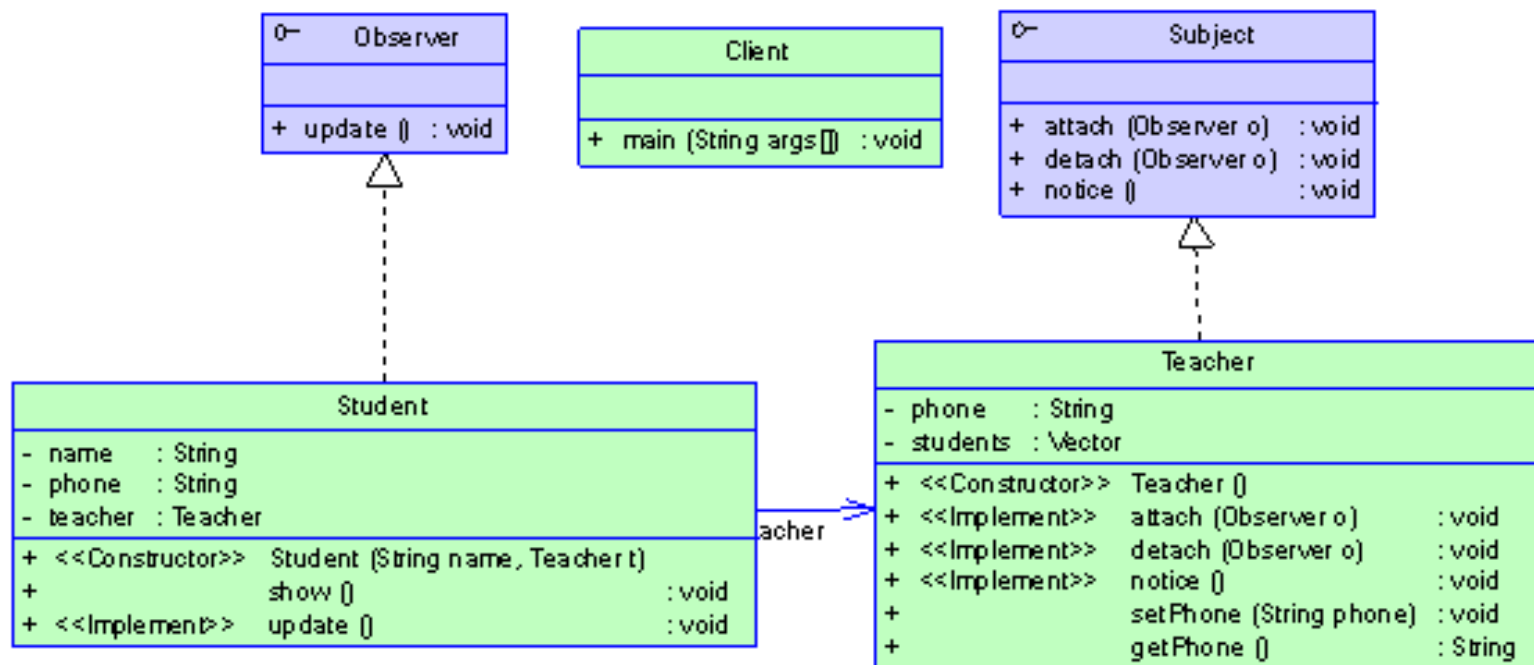 Observer
+ update () : void
Client
+ main (String args[]) : void
Subject
+ attach (Observer o) : void
+ detach (Observer o) : void
+ notice () : void
Student
- name : String
- phone : String
- teacher : Teacher
+ <<Constructor>> Student (String name, Teacher t)
+ show () : void
+ <<Implement>> update () : void
acher
Teacher
- phone : String
- students : Vector
+ <<Constructor>> Teacher ()
+ <<Implement>> attach (Observer o) : void
+ <<Implement>> detach (Observer o) : void
+ <<Implement>> notice () : void
+ setPhone (String phone) : void
+ getPhone () : String